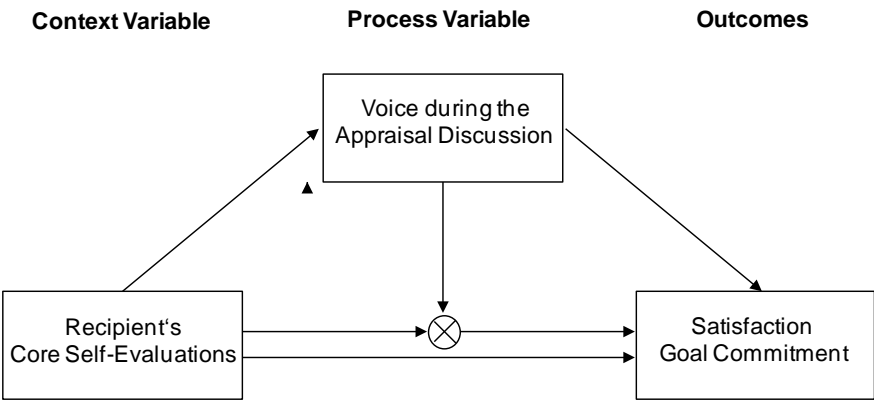 Context Variable
Process Variable
Outcomes
Voice during the
Appraisal Discussion
Recipient‘s
Core Self-Evaluations
Satisfaction
Goal Commitment